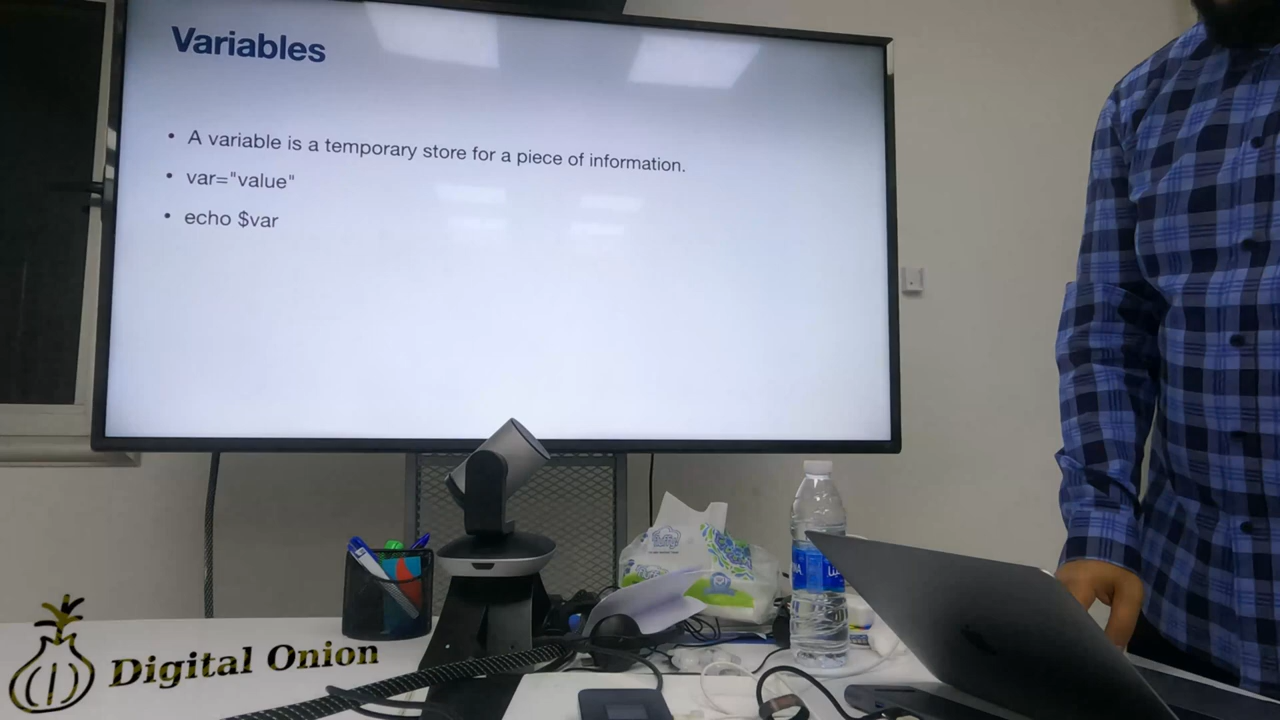 Variables
• A variable is a temporary store for a piece of information.
• var="value"
• echo $var
Digital Onion